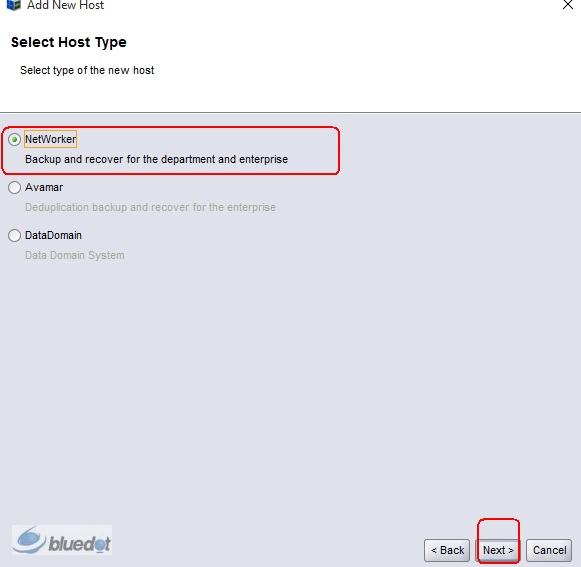 Add New Host
Select Host Type
Select type of the new host
NetWorker
Backup and recover for the department and enterprise
Avamar
Deduplication backup and recover for the enterprise
DataDomain
Data Domain System
bluedot
< Back Next > Cancel